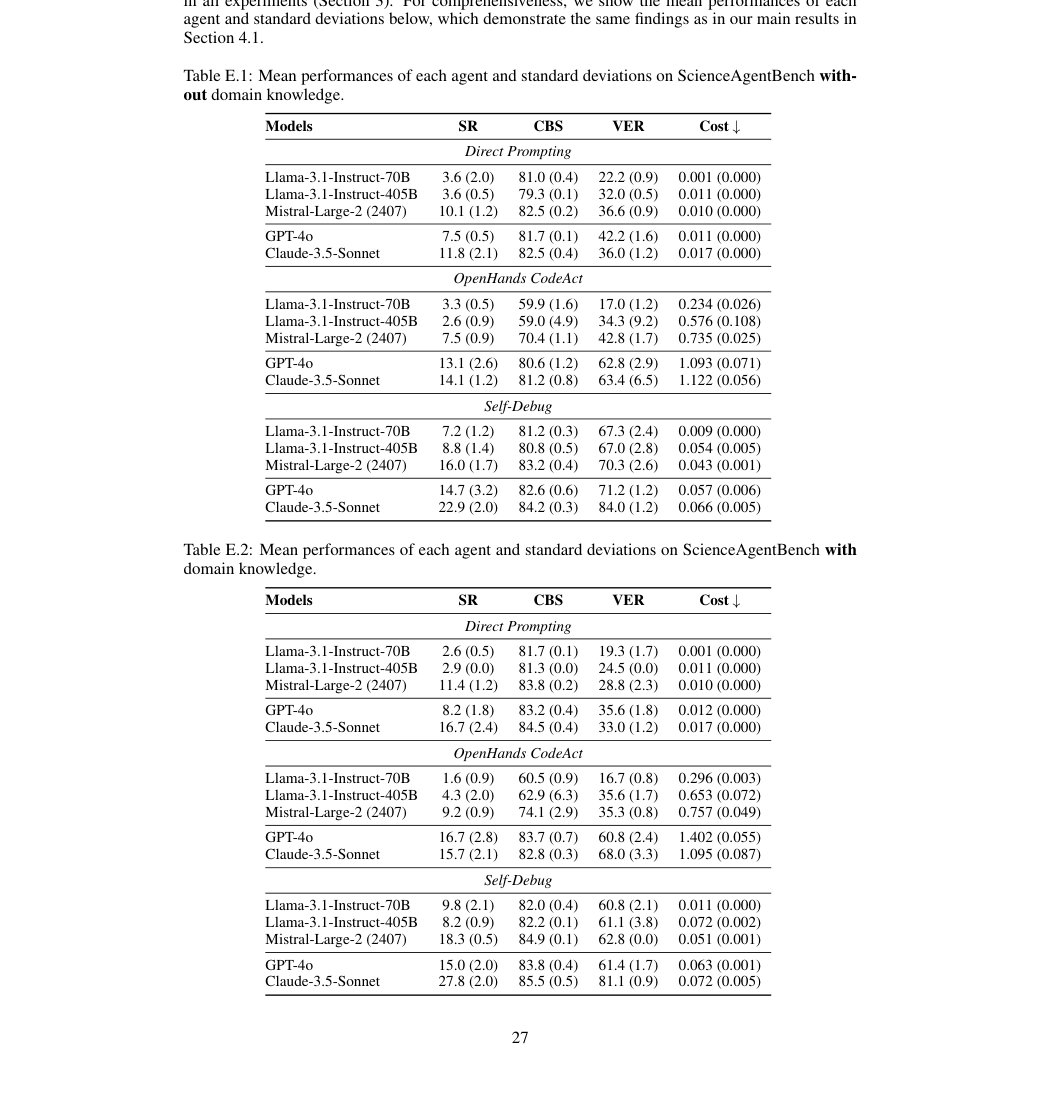 in all experiments (Section 3). For comprehensiveness, we show the mean performances of each
agent and standard deviations below, which demonstrate the same findings as in our main results in
Section 4.1.
Table E.1: Mean performances of each agent and standard deviations on ScienceAgentBench with-
out domain knowledge.
Models SR CBS VER Cost ↓
Direct Prompting
Llama-3.1-Instruct-70B 3.6 (2.0) 81.0 (0.4) 22.2 (0.9) 0.001 (0.000)
Llama-3.1-Instruct-405B 3.6 (0.5) 79.3 (0.1) 32.0 (0.5) 0.011 (0.000)
Mistral-Large-2 (2407) 10.1 (1.2) 82.5 (0.2) 36.6 (0.9) 0.010 (0.000)
GPT-4o 7.5 (0.5) 81.7 (0.1) 42.2 (1.6) 0.011 (0.000)
Claude-3.5-Sonnet 11.8 (2.1) 82.5 (0.4) 36.0 (1.2) 0.017 (0.000)
OpenHands CodeAct
Llama-3.1-Instruct-70B 3.3 (0.5) 59.9 (1.6) 17.0 (1.2) 0.234 (0.026)
Llama-3.1-Instruct-405B 2.6 (0.9) 59.0 (4.9) 34.3 (9.2) 0.576 (0.108)
Mistral-Large-2 (2407) 7.5 (0.9) 70.4 (1.1) 42.8 (1.7) 0.735 (0.025)
GPT-4o 13.1 (2.6) 80.6 (1.2) 62.8 (2.9) 1.093 (0.071)
Claude-3.5-Sonnet 14.1 (1.2) 81.2 (0.8) 63.4 (6.5) 1.122 (0.056)
Self-Debug
Llama-3.1-Instruct-70B 7.2 (1.2) 81.2 (0.3) 67.3 (2.4) 0.009 (0.000)
Llama-3.1-Instruct-405B 8.8 (1.4) 80.8 (0.5) 67.0 (2.8) 0.054 (0.005)
Mistral-Large-2 (2407) 16.0 (1.7) 83.2 (0.4) 70.3 (2.6) 0.043 (0.001)
GPT-4o 14.7 (3.2) 82.6 (0.6) 71.2 (1.2) 0.057 (0.006)
Claude-3.5-Sonnet 22.9 (2.0) 84.2 (0.3) 84.0 (1.2) 0.066 (0.005)
Table E.2: Mean performances of each agent and standard deviations on ScienceAgentBench with
domain knowledge.
Models SR CBS VER Cost ↓
Direct Prompting
Llama-3.1-Instruct-70B 2.6 (0.5) 81.7 (0.1) 19.3 (1.7) 0.001 (0.000)
Llama-3.1-Instruct-405B 2.9 (0.0) 81.3 (0.0) 24.5 (0.0) 0.011 (0.000)
Mistral-Large-2 (2407) 11.4 (1.2) 83.8 (0.2) 28.8 (2.3) 0.010 (0.000)
GPT-4o 8.2 (1.8) 83.2 (0.4) 35.6 (1.8) 0.012 (0.000)
Claude-3.5-Sonnet 16.7 (2.4) 84.5 (0.4) 33.0 (1.2) 0.017 (0.000)
OpenHands CodeAct
Llama-3.1-Instruct-70B 1.6 (0.9) 60.5 (0.9) 16.7 (0.8) 0.296 (0.003)
Llama-3.1-Instruct-405B 4.3 (2.0) 62.9 (6.3) 35.6 (1.7) 0.653 (0.072)
Mistral-Large-2 (2407) 9.2 (0.9) 74.1 (2.9) 35.3 (0.8) 0.757 (0.049)
GPT-4o 16.7 (2.8) 83.7 (0.7) 60.8 (2.4) 1.402 (0.055)
Claude-3.5-Sonnet 15.7 (2.1) 82.8 (0.3) 68.0 (3.3) 1.095 (0.087)
Self-Debug
Llama-3.1-Instruct-70B 9.8 (2.1) 82.0 (0.4) 60.8 (2.1) 0.011 (0.000)
Llama-3.1-Instruct-405B 8.2 (0.9) 82.2 (0.1) 61.1 (3.8) 0.072 (0.002)
Mistral-Large-2 (2407) 18.3 (0.5) 84.9 (0.1) 62.8 (0.0) 0.051 (0.001)
GPT-4o 15.0 (2.0) 83.8 (0.4) 61.4 (1.7) 0.063 (0.001)
Claude-3.5-Sonnet 27.8 (2.0) 85.5 (0.5) 81.1 (0.9) 0.072 (0.005)
27